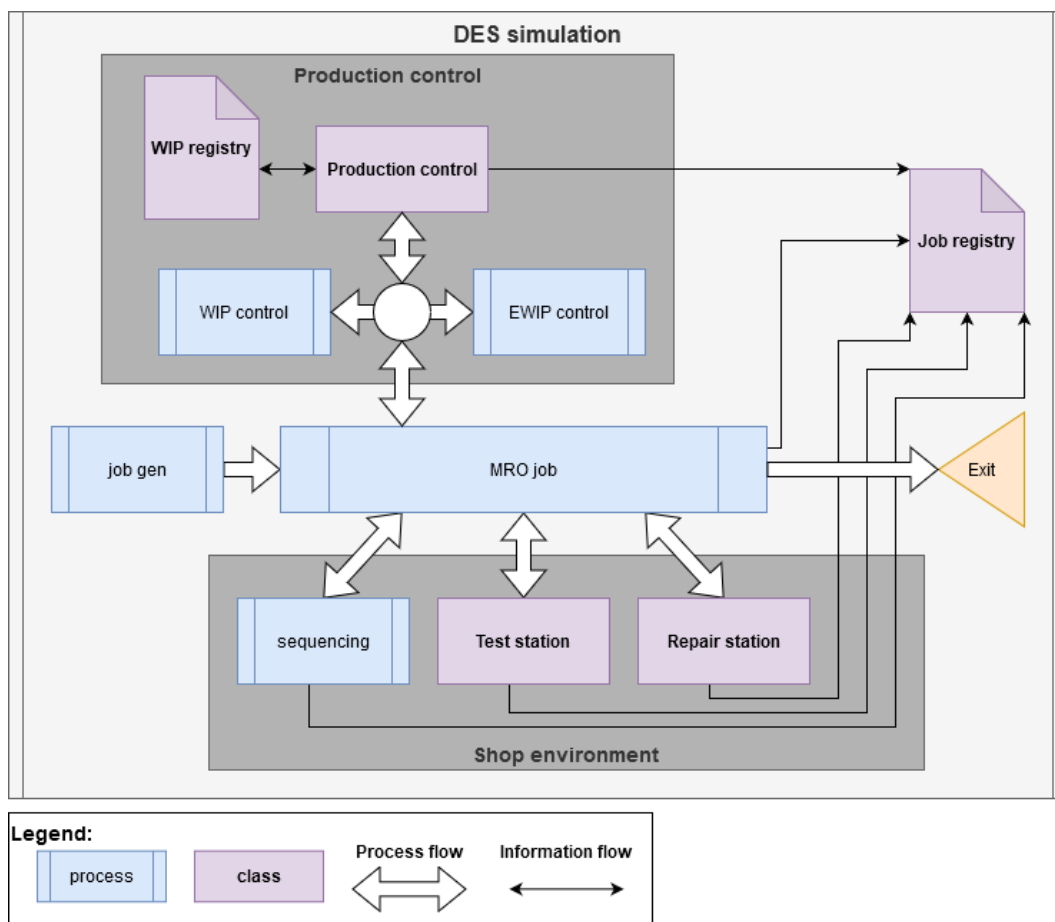 DES simulation
Production control
WIP registry
Production control
Job registry
WIP control
EWIP control
job gen
MRO job
Exit
sequencing
Test station
Repair station
Shop environment
Legend:
process
class
Process flow
Information flow